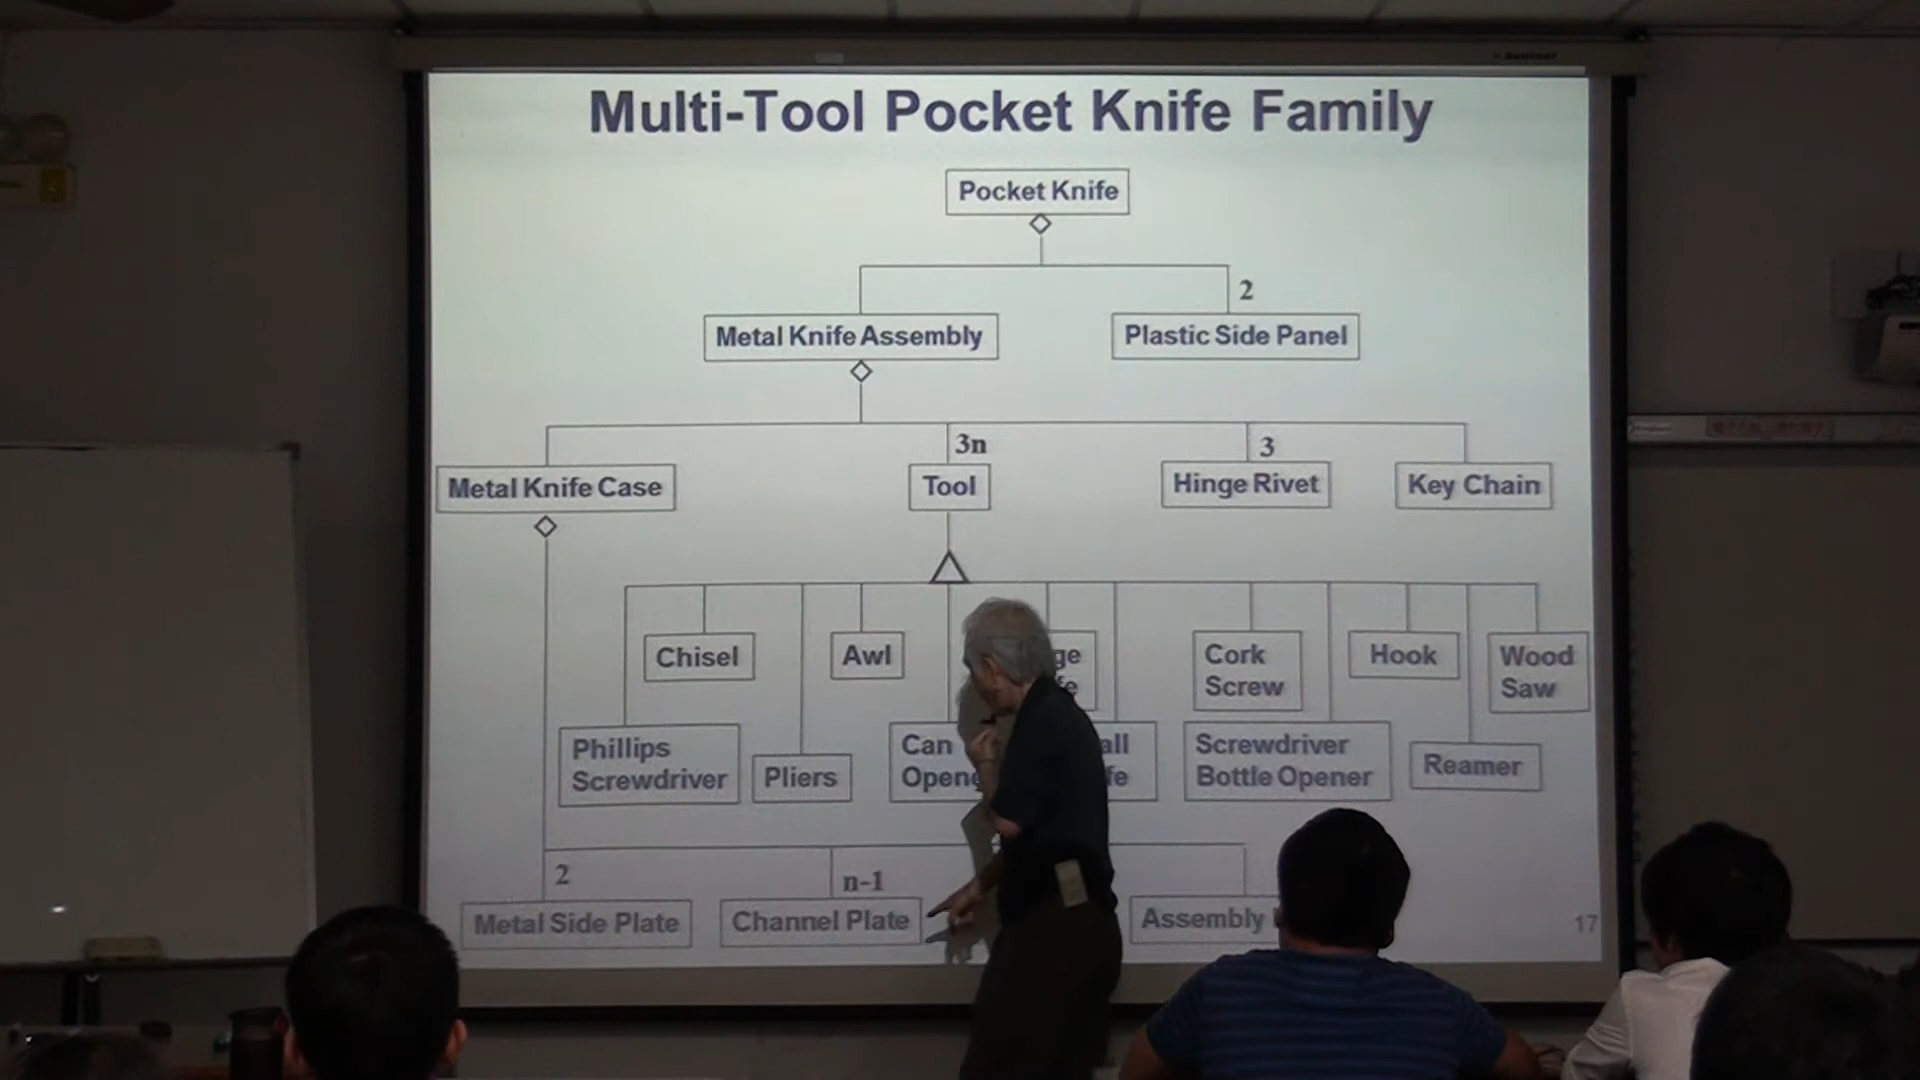 Multi-Tool Pocket Knife Family
Pocket Knife
2
Metal Knife Assembly
Plastic Side Panel
3n
3
Metal Knife Case
Tool
Hinge Rivet
Key Chain
Chisel
Awl
Cork
Screw
Hook
Wood
Saw
Phillips
Screwdriver
Pliers
Can
Screwdriver
Bottle Opener
Reamer
2
n-1
Metal Side Plate
Channel Plate
Assembly
17